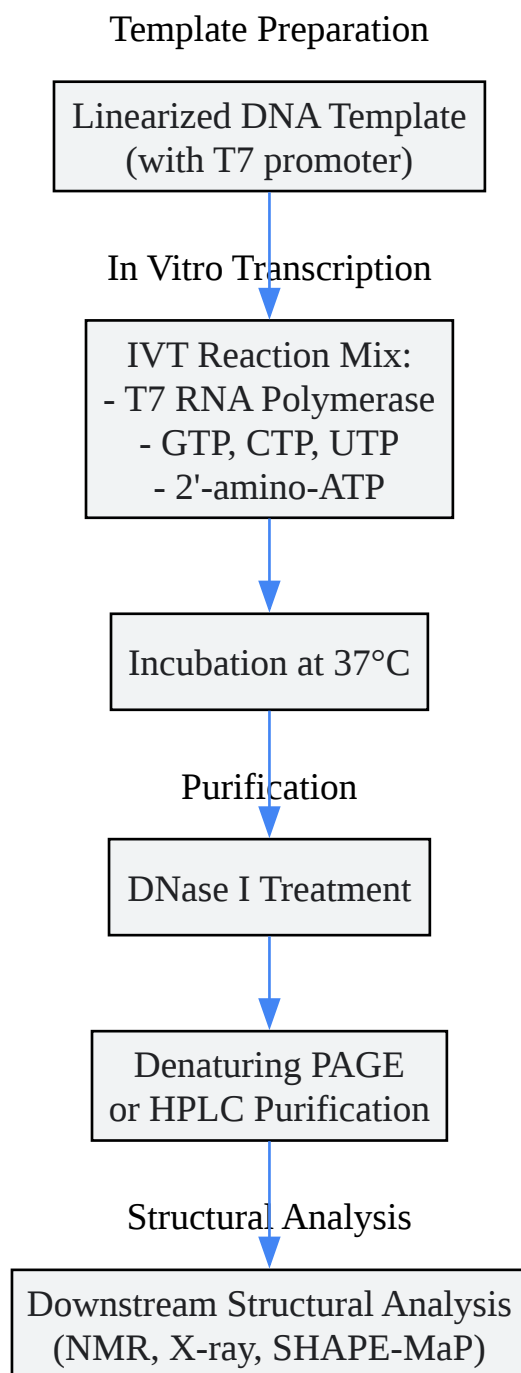 Template Preparation
Linearized DNA Template
(with T7 promoter)
In Vitro Transcription
IVT Reaction Mix:
- T7 RNA Polymerase
- GTP, CTP, UTP
- 2'-amino-ATP
Incubation at 37°C
Purification
DNase I Treatment
Denaturing PAGE
or HPLC Purification
Structural Analysis
Downstream Structural Analysis
(NMR, X-ray, SHAPE-MaP)